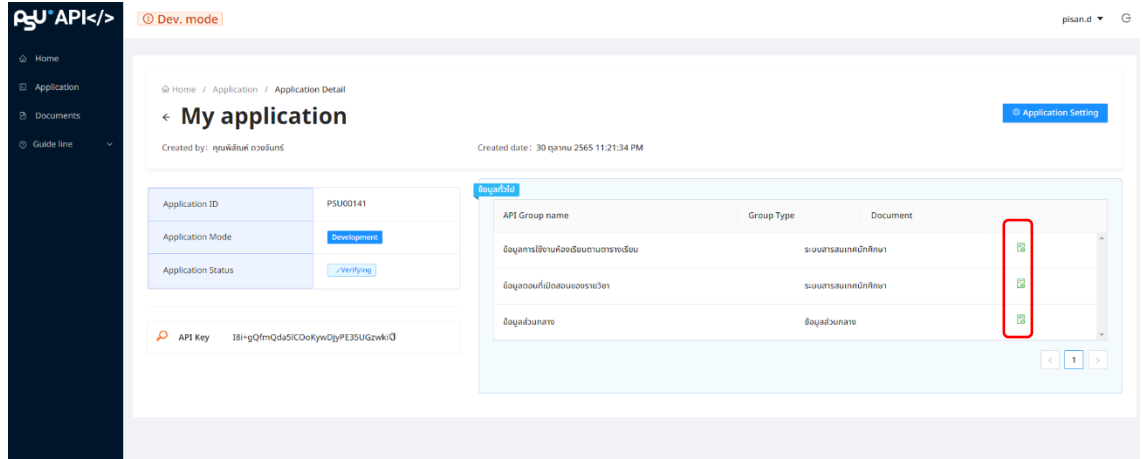 PSU API</>
Dev. mode
pisan.d
Home
Application
Documents
Guide line
Home / Application / Application Detail
My application
Application Setting
Created by: คุณพิสัณห์ ดวงจันทร์
Created date: 30 ตุลาคม 2565 11:21:34 PM
Application ID PSU00141
Application Mode Development
Application Status Verifying
API Key
ข้อมูลทั่วไป
API Group name Group Type Document
ข้อมูลการใช้งานห้องเรียนตามตารางเรียน ระบบสารสนเทศนักศึกษา
ข้อมูลตอนที่เปิดสอนของรายวิชา ระบบสารสนเทศนักศึกษา
ข้อมูลส่วนกลาง ข้อมูลส่วนกลาง
1